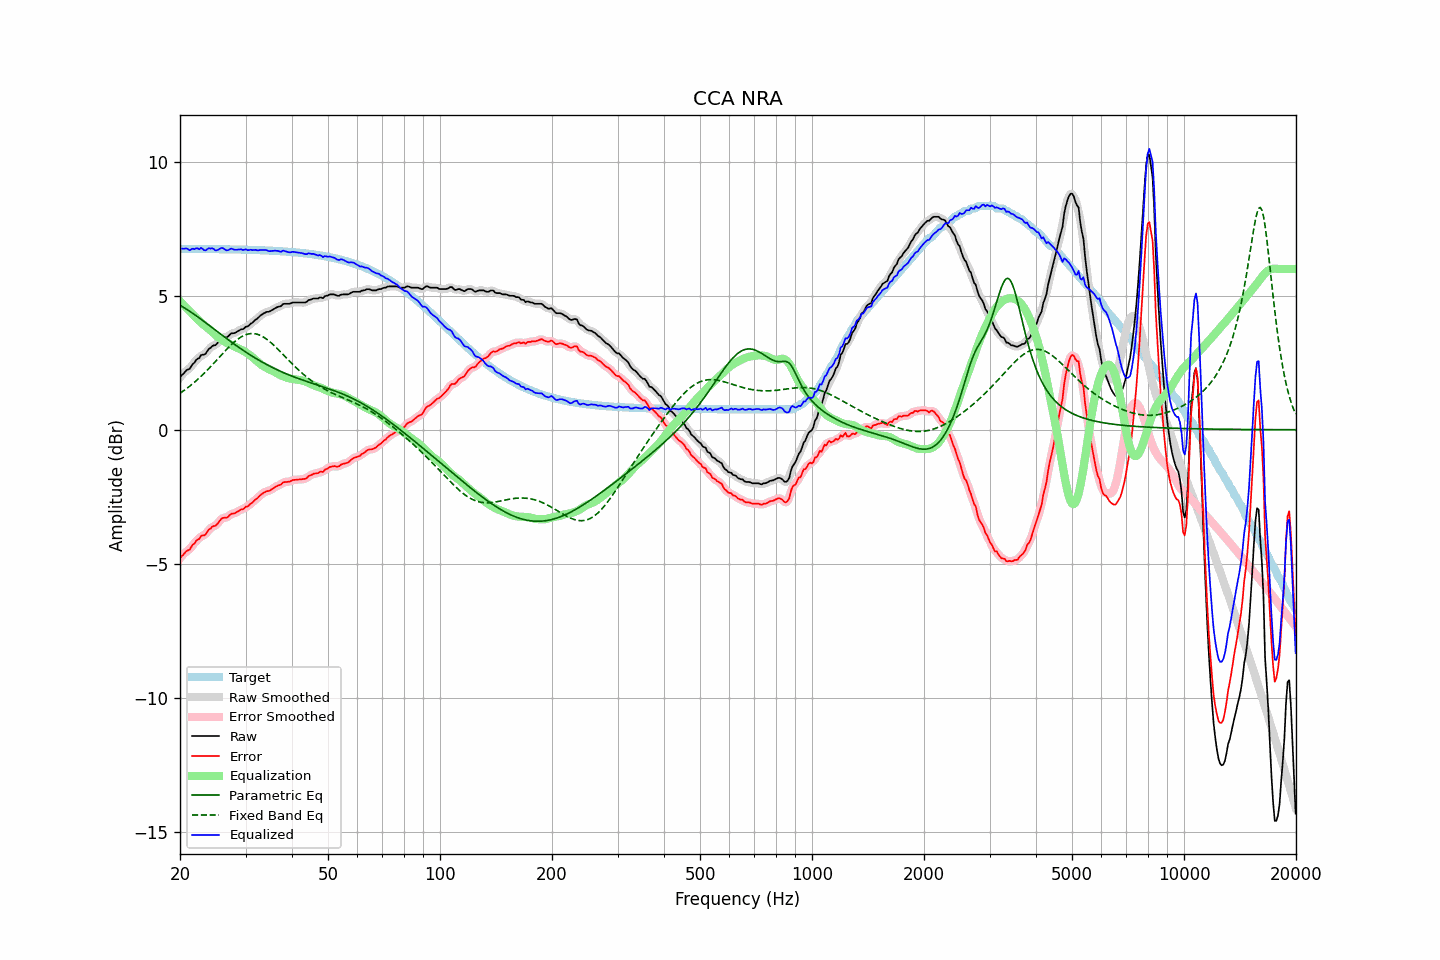 CCA NRA
Amplitude (dBr)
10
5
0
−5
−10
−15
Target
Raw Smoothed
Error Smoothed
Raw
Error
Equalization
Parametric Eq
Fixed Band Eq
Equalized
20 50 100 200 500 1000 2000 5000 10000 20000
Frequency (Hz)